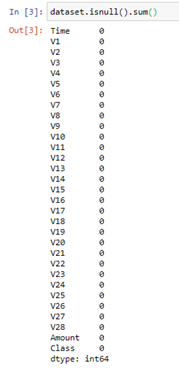 In [3]: dataset.isnull().sum()
Out[3]: Time 0
V1 0
V2 0
V3 0
V4 0
V5 0
V6 0
V7 0
V8 0
V9 0
V10 0
V11 0
V12 0
V13 0
V14 0
V15 0
V16 0
V17 0
V18 0
V19 0
V20 0
V21 0
V22 0
V23 0
V24 0
V25 0
V26 0
V27 0
V28 0
Amount 0
Class 0
dtype: int64